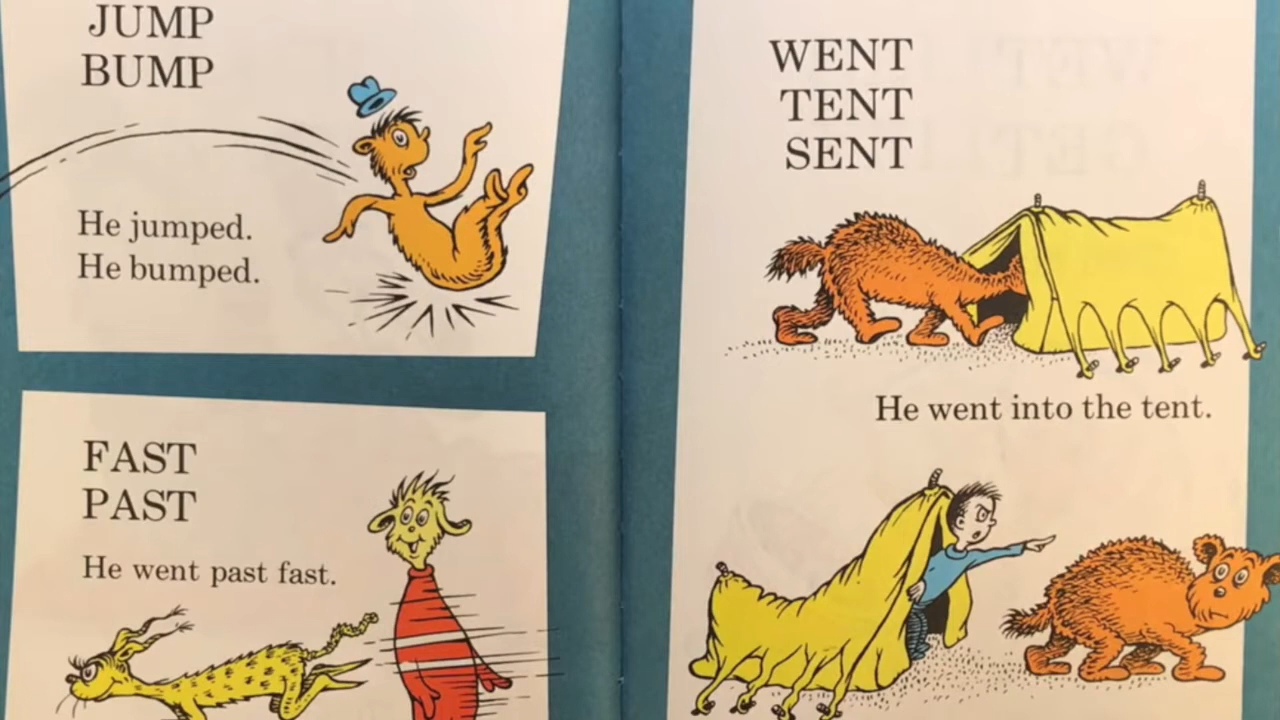 JUMP
BUMP
He jumped.
He bumped.
FAST
PAST
He went past fast.
WENT
TENT
SENT
He went into the tent.